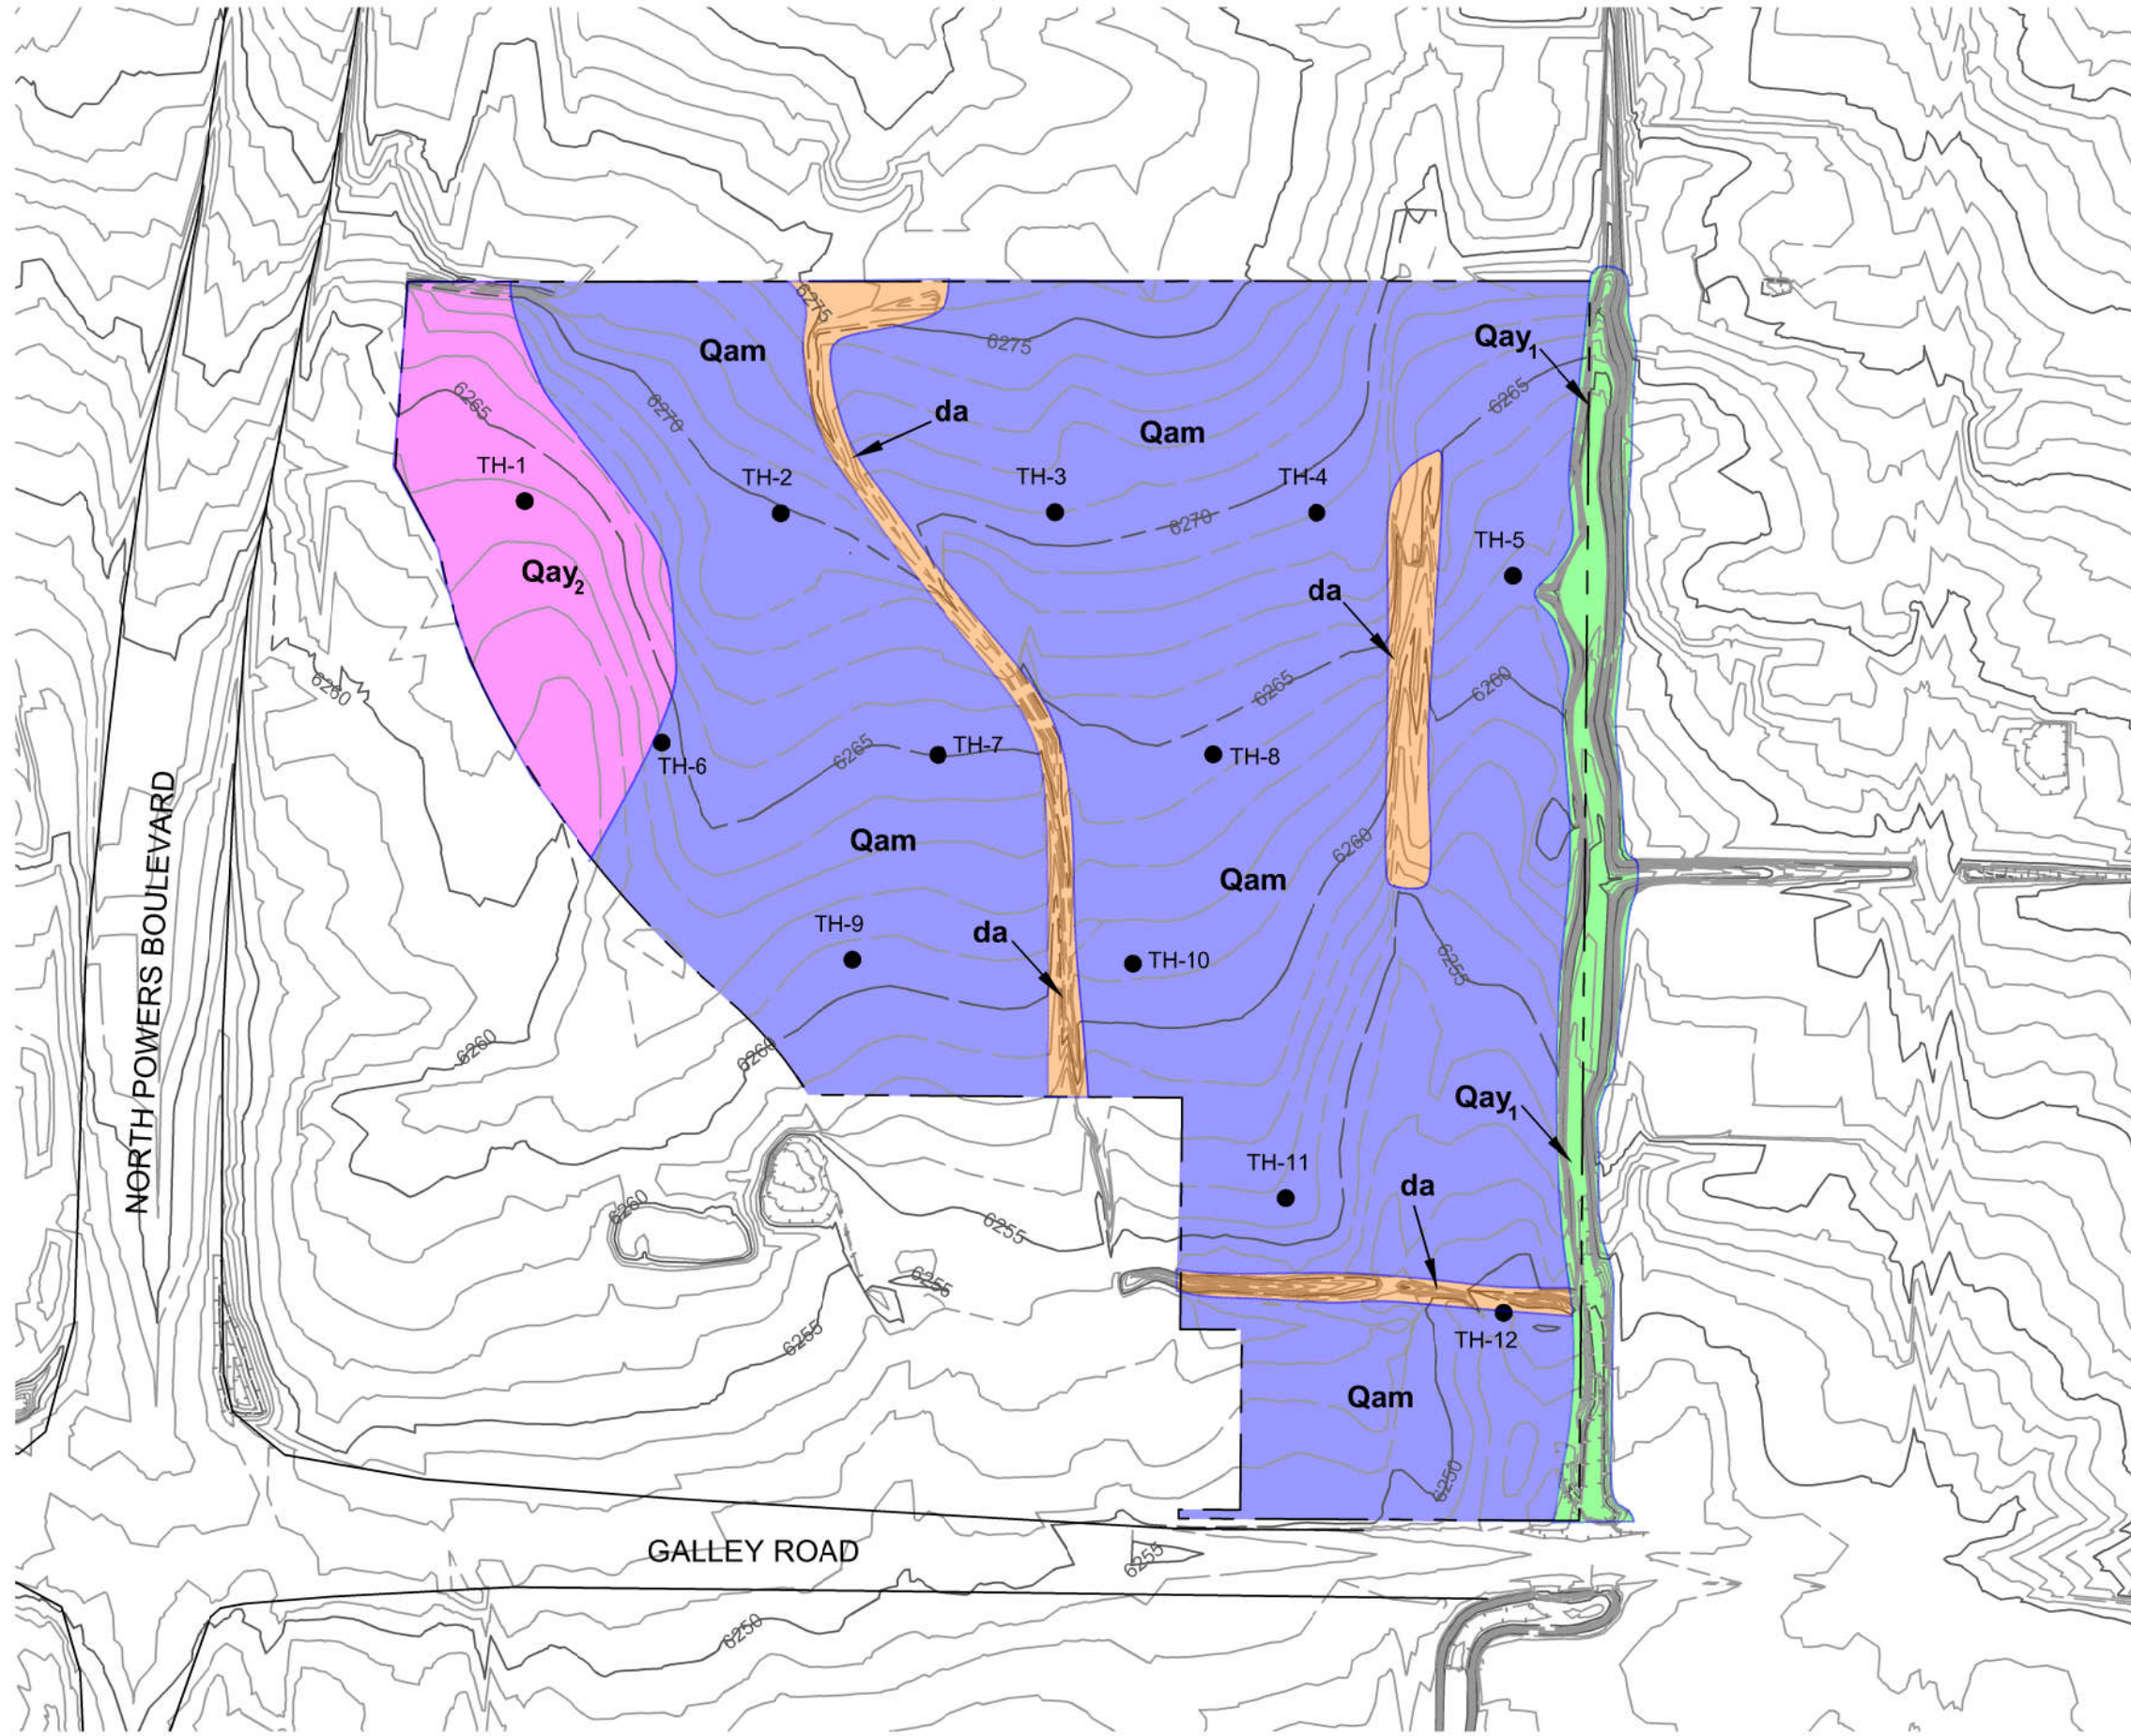 6275
Qam
6275
Qay1
6265
6265
6270
da
Qam
TH-1
TH-2
TH-3
TH-4
6270
TH-5
Qay2
da
6260
6265
6260
6265
TH-7
TH-8
TH-6
Qam
6260
Qam
NORTH POWERS BOULEVARD
TH-9
da
TH-10
6255
6260
6260
Qay1
TH-11
da
6260
6255
6255
6255
TH-12
Qam
6250
GALLEY ROAD
6255
6250